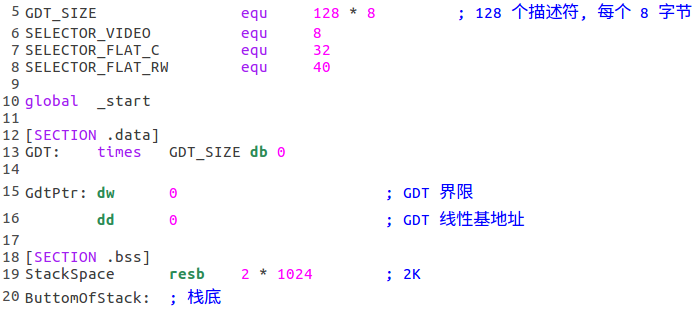 5 GDT_SIZE equ 128 * 8 ; 128 个描述符, 每个 8 字节
6 SELECTOR_VIDEO equ 8
7 SELECTOR_FLAT_C equ 32
8 SELECTOR_FLAT_RW equ 40
9
10 global _start
11
12 [SECTION .data]
13 GDT: times GDT_SIZE db 0
14
15 GdtPtr: dw 0 ; GDT 界限
16 dd 0 ; GDT 线性基地址
17
18 [SECTION .bss]
19 StackSpace resb 2 * 1024 ; 2K
20 ButtomOfStack: ; 栈底